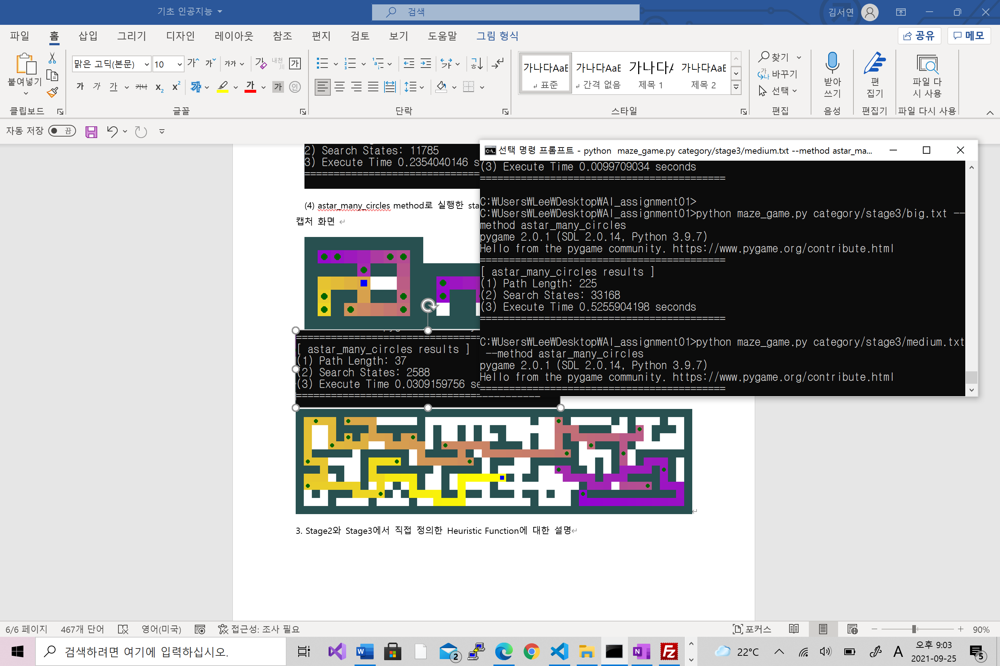 기초 인공지능
검색
김서연
파일 홈 삽입 그리기 디자인 레이아웃 참조 편지 검토 보기 도움말 그림 형식
공유 메모
붙여넣기
맑은 고딕(본문) 10
가나다AaB 가나다AaB 가나다A 가나다AaB
표준 간격 없음 제목 1 제목 2
찾기
바꾸기
선택
받아
쓰기
편
집기
파일 다
시 사용
클립보드 글꼴 단락 스타일 편집 음성 편집기 파일 다시 사용
자동 저장 끔
2) Search States: 11785
3) Execute Time 0.2354040146 s
========================================
(4) astar_many_circles method로 실행한 sta
캡처 화면
========================================
[ astar_many_circles results ]
(1) Path Length: 37
(2) Search States: 2588
(3) Execute Time 0.0309159756 se
========================================
3. Stage2와 Stage3에서 직접 정의한 Heuristic Function에 대한 설명
선택 명령 프롬프트 - python maze_game.py category/stage3/medium.txt --method astar_ma...
(3) Execute Time 0.0099709034 seconds
==========================================
C:\Users\Lee\Desktop\AI_assignment01>
C:\Users\Lee\Desktop\AI_assignment01>python maze_game.py category/stage3/big.txt --
method astar_many_circles
pygame 2.0.1 (SDL 2.0.14, Python 3.9.7)
Hello from the pygame community. https://www.pygame.org/contribute.html
==========================================
[ astar_many_circles results ]
(1) Path Length: 225
(2) Search States: 33168
(3) Execute Time 0.5255904198 seconds
==========================================
C:\Users\Lee\Desktop\AI_assignment01>python maze_game.py category/stage3/medium.txt
--method astar_many_circles
pygame 2.0.1 (SDL 2.0.14, Python 3.9.7)
Hello from the pygame community. https://www.pygame.org/contribute.html
==========================================
6/6 페이지 467개 단어 영어(미국) 접근성: 조사 필요 포커스 90%
검색하려면 여기에 입력하십시오.
2
22°C
A
오후 9:03
2021-09-25
5